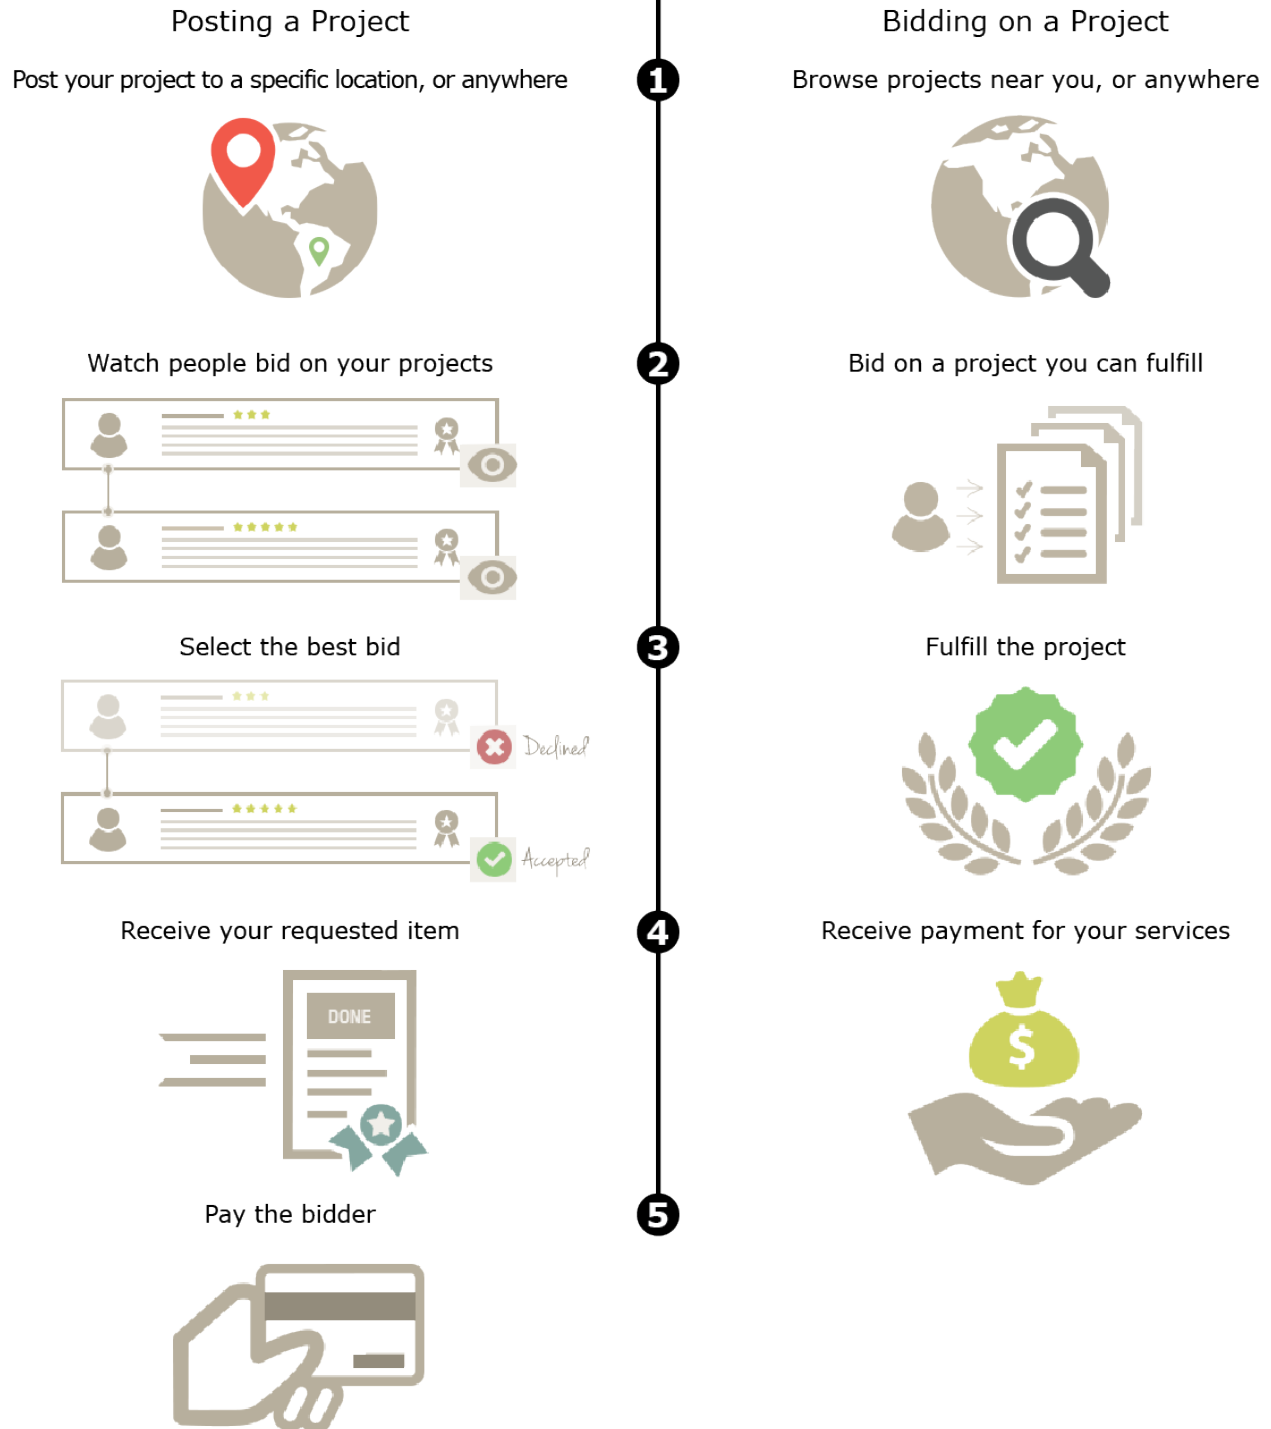 Posting a Project
Bidding on a Project
Post your project to a specific location, or anywhere
1
Browse projects near you, or anywhere
Watch people bid on your projects
2
Bid on a project you can fulfill
Select the best bid
3
Fulfill the project
Declined
Accepted
Receive your requested item
4
Receive payment for your services
DONE
$
Pay the bidder
5